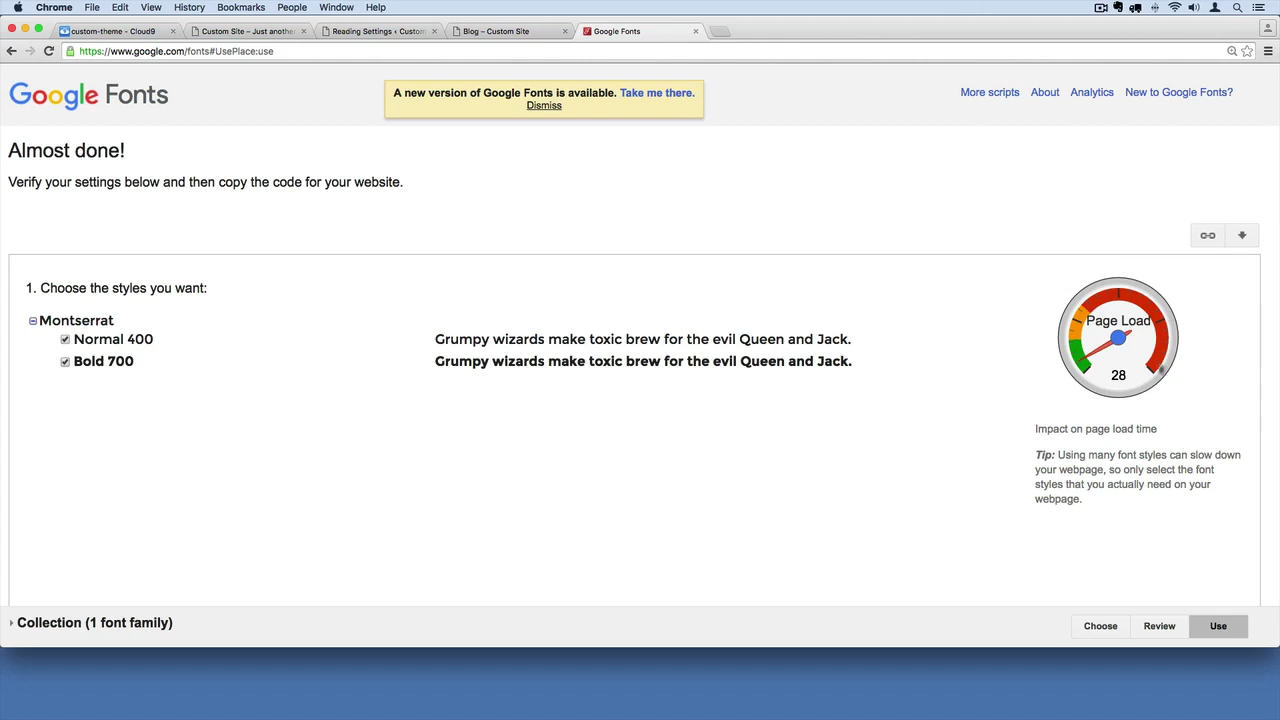 Chrome File Edit View History Bookmarks People Window Help
custom-theme - Cloud9 Custom Site – Just anothe Reading Settings ‹ Custom Blog – Custom Site Google Fonts
https://www.google.com/fonts#UsePlace:use
Google Fonts
A new version of Google Fonts is available. Take me there.
Dismiss
More scripts About Analytics New to Google Fonts?
Almost done!
Verify your settings below and then copy the code for your website.
1. Choose the styles you want:
Montserrat
Normal 400 Grumpy wizards make toxic brew for the evil Queen and Jack.
Bold 700 Grumpy wizards make toxic brew for the evil Queen and Jack.
Page Load
28
Impact on page load time
Tip: Using many font styles can slow down
your webpage, so only select the font
styles that you actually need on your
webpage.
Collection (1 font family)
Choose Review Use